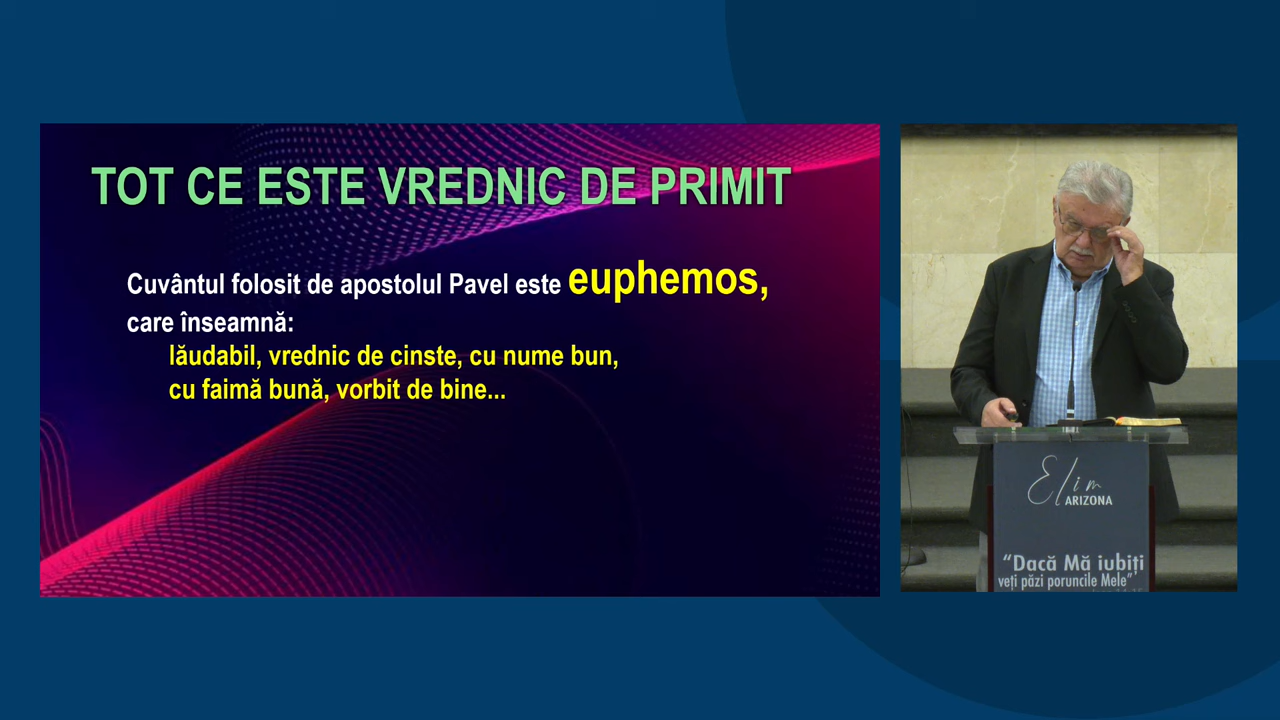 TOT CE ESTE VREDNIC DE PRIMIT
Cuvântul folosit de apostolul Pavel este euphemos,
care înseamnă:
lăudabil, vrednic de cinste, cu nume bun,
cu faimă bună, vorbit de bine...
Elim
ARIZONA
“Dacă Mă iubiți
veți păzi poruncile Mele”